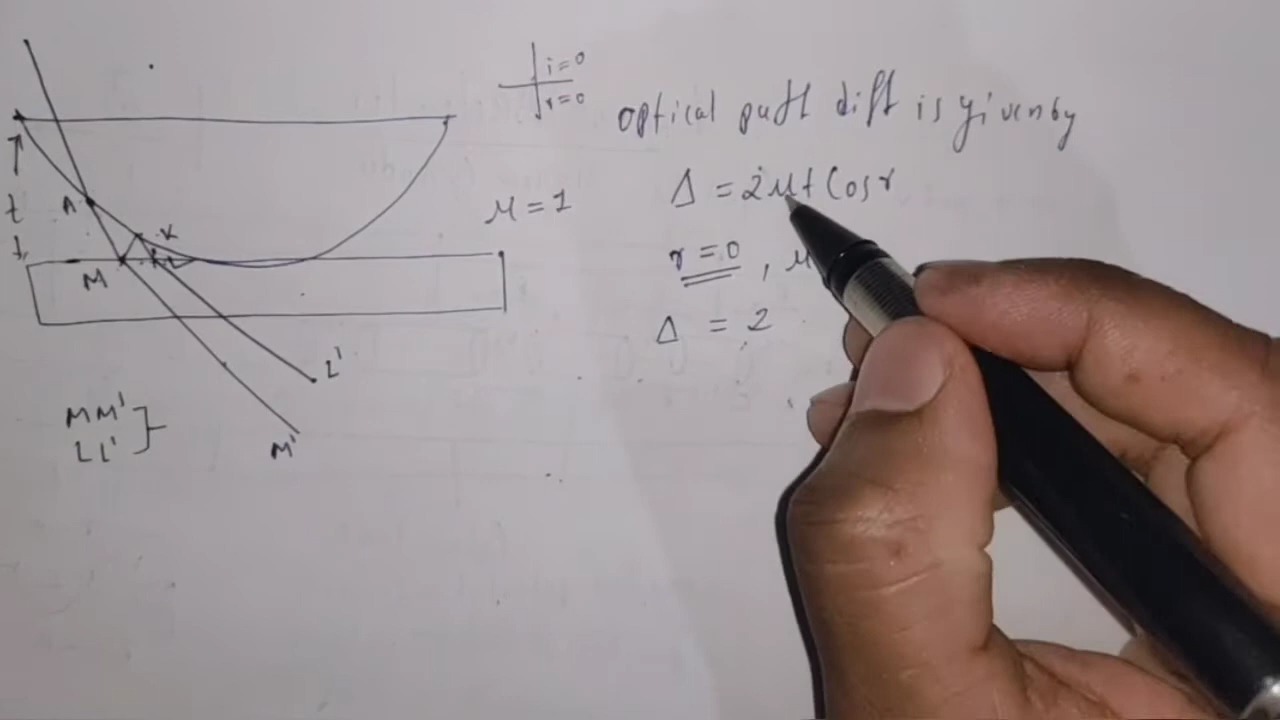 i=0
r=0
optical path diff is given by
Δ = 2μt Cos r
μ = 1
r = 0 , μ
Δ = 2
t
A
K
L
M
L'
M'
MM'
LL'